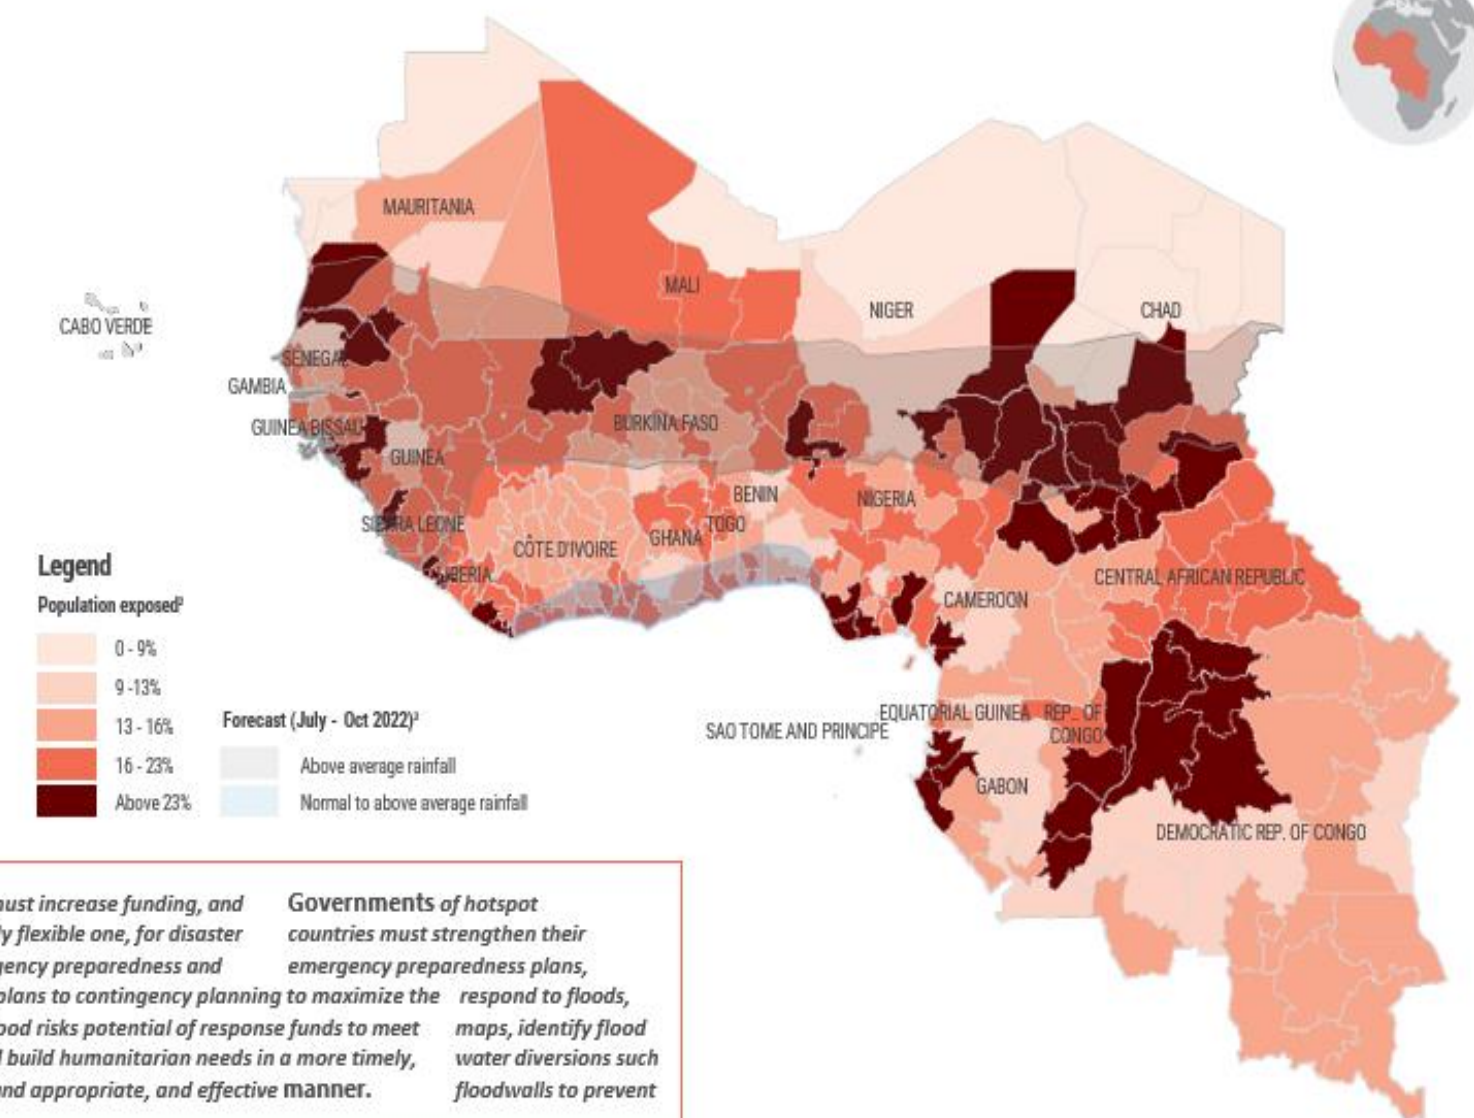 MAURITANIA
MALI
NIGER
CHAD
CABO VERDE
SENEGAL
GAMBIA
GUINEA BISSAU
BURKINA FASO
GUINEA
BENIN
NIGERIA
SIERRA LEONE
TOGO
GHANA
CÔTE D'IVOIRE
LIBERIA
CENTRAL AFRICAN REPUBLIC
CAMEROON
EQUATORIAL GUINEA
REP. OF
CONGO
SAO TOME AND PRINCIPE
GABON
DEMOCRATIC REP. OF CONGO
Legend
Population exposed²
0 - 9%
9 -13%
13 - 16%
16 - 23%
Above 23%
Forecast (July - Oct 2022)³
Above average rainfall
Normal to above average rainfall
must increase funding, and
flexible one, for disaster
preparedness and
plans to contingency planning to maximize the
risks potential of response funds to meet
build humanitarian needs in a more timely,
and appropriate, and effective manner.
Governments of hotspot
countries must strengthen their
emergency preparedness plans,
respond to floods,
maps, identify flood
water diversions such
floodwalls to prevent